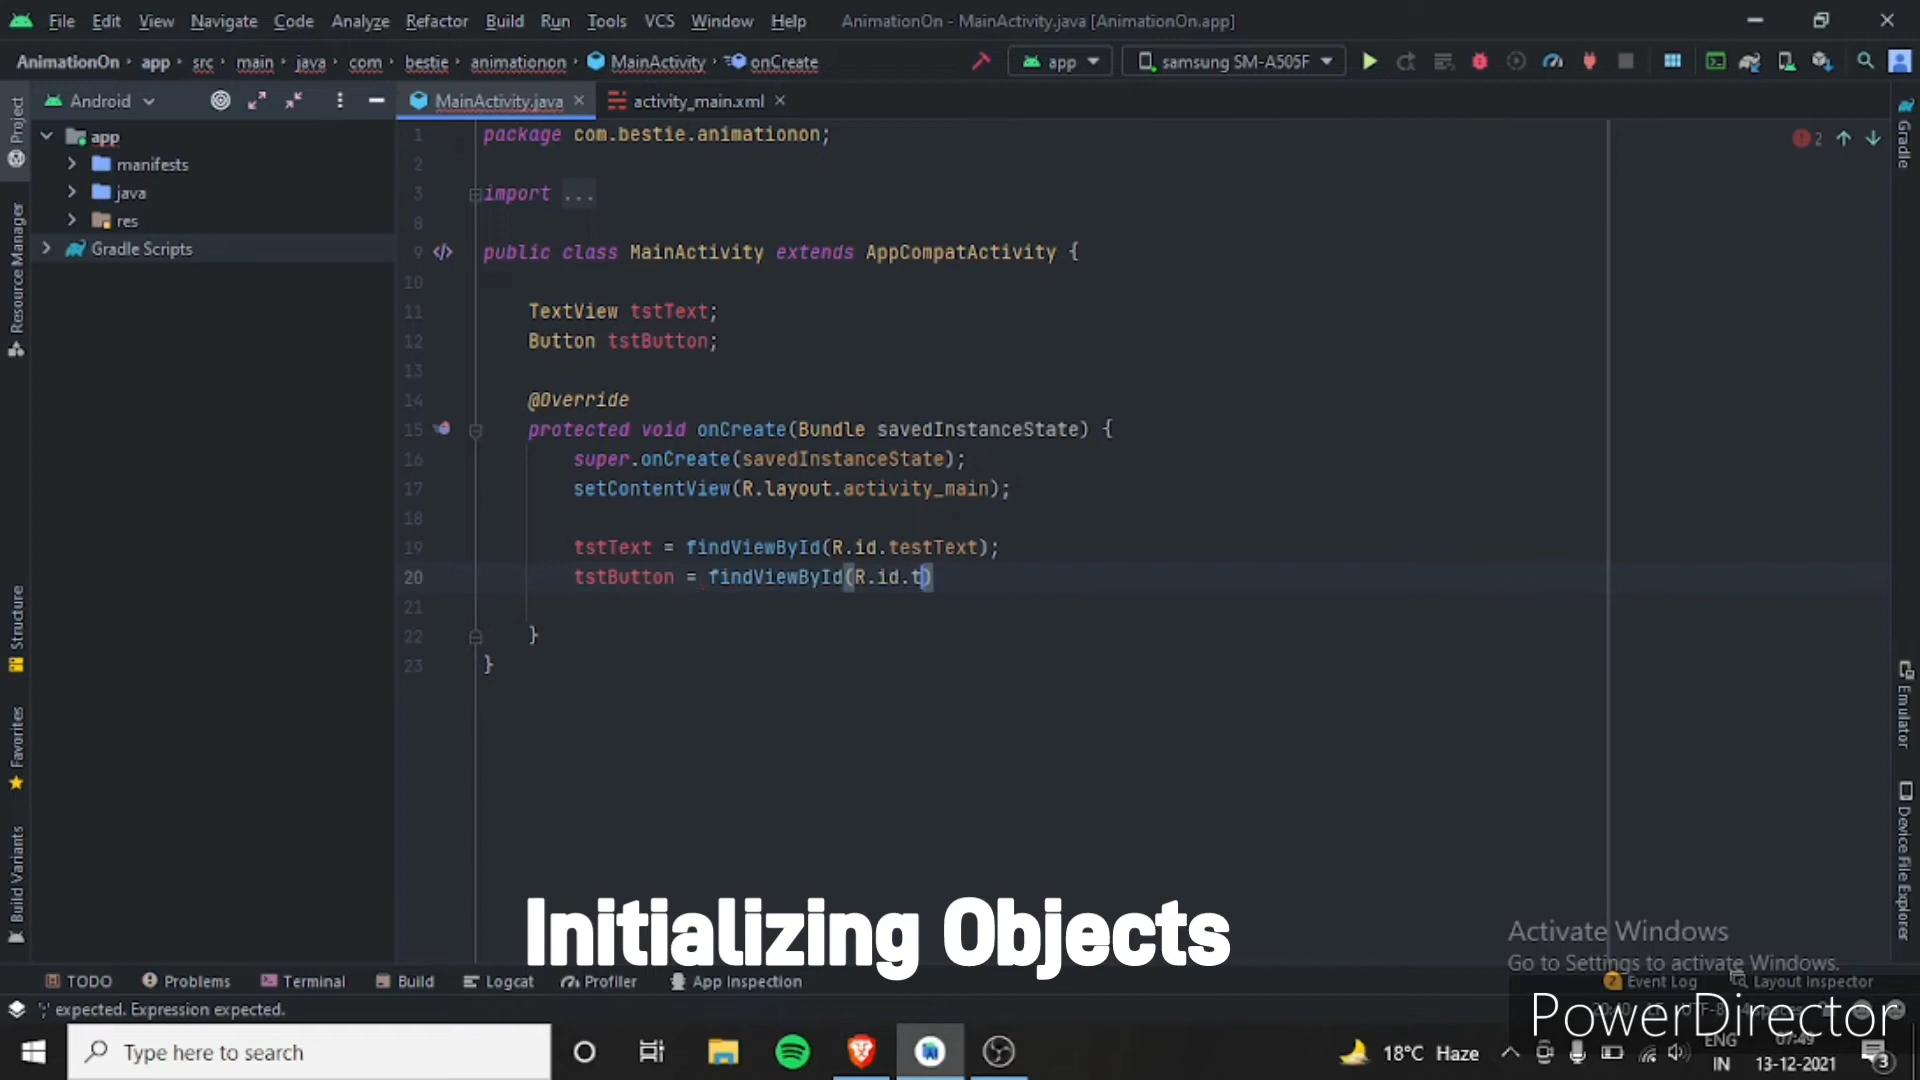 File Edit View Navigate Code Analyze Refactor Build Run Tools VCS Window Help AnimationOn - MainActivity.java [AnimationOn.app]
AnimationOn app src main java com bestie animationon MainActivity onCreate app samsung SM-A505F
Android MainActivity.java activity_main.xml
Project
Resource Manager
Structure
Favorites
Build Variants
app
manifests
java
res
Gradle Scripts
1 package com.bestie.animationon;
2
3 import ...
8
9 public class MainActivity extends AppCompatActivity {
10
11 TextView tstText;
12 Button tstButton;
13
14 @Override
15 protected void onCreate(Bundle savedInstanceState) {
16 super.onCreate(savedInstanceState);
17 setContentView(R.layout.activity_main);
18
19 tstText = findViewById(R.id.testText);
20 tstButton = findViewById(R.id.t)
21
22 }
23 }
2
Gradle
Emulator
Device File Explorer
Initializing Objects
Activate Windows
Go to Settings to activate Windows.
TODO Problems Terminal Build Logcat Profiler App Inspection 2 Event Log Layout Inspector
';' expected. Expression expected.
PowerDirector
Type here to search
18°C Haze
ENG
IN
07:49
13-12-2021
3